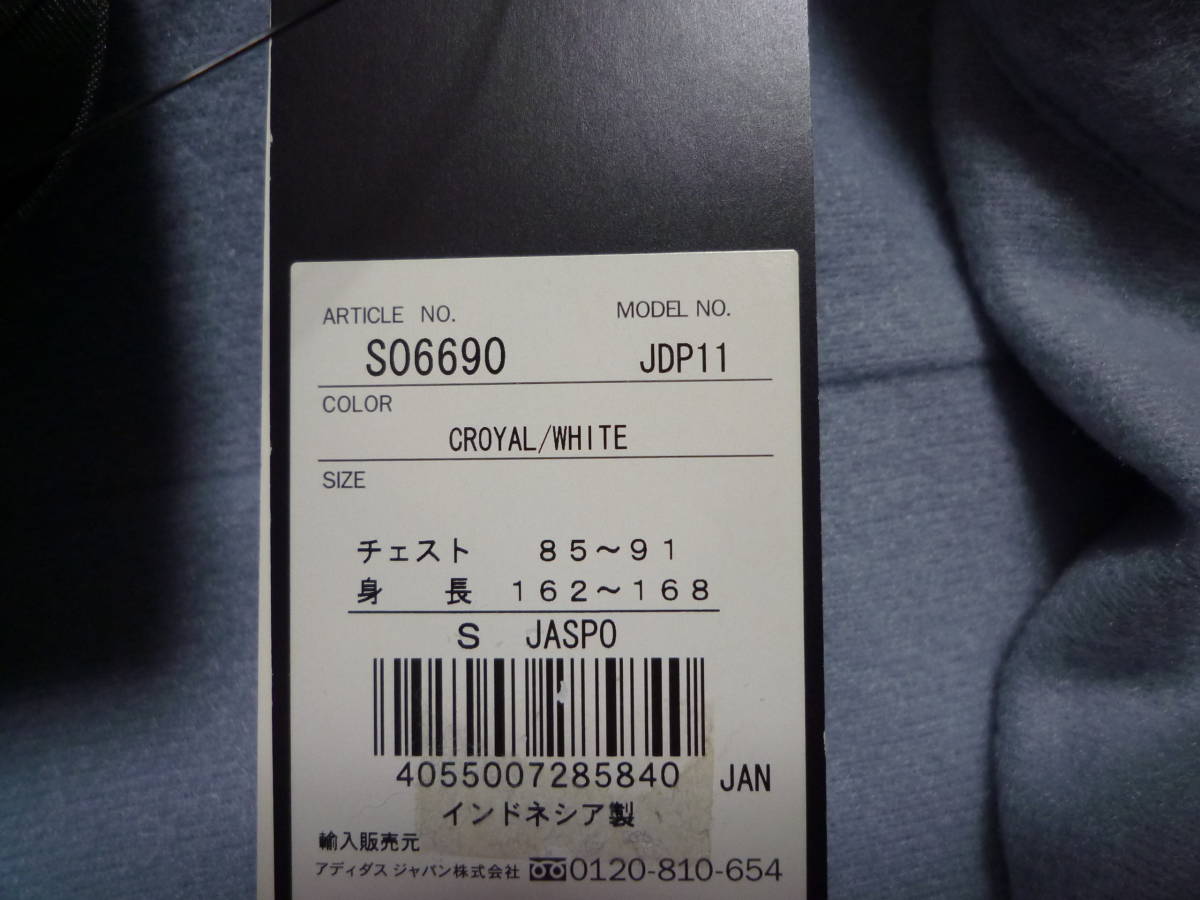 ARTICLE NO. MODEL NO.
S06690 JDP11
COLOR
CROYAL/WHITE
SIZE
チェスト 85～91
身 長 162～168
S JASPO
4055007285840 JAN
インドネシア製
輸入販売元
アディダス ジャパン株式会社 0120-810-654